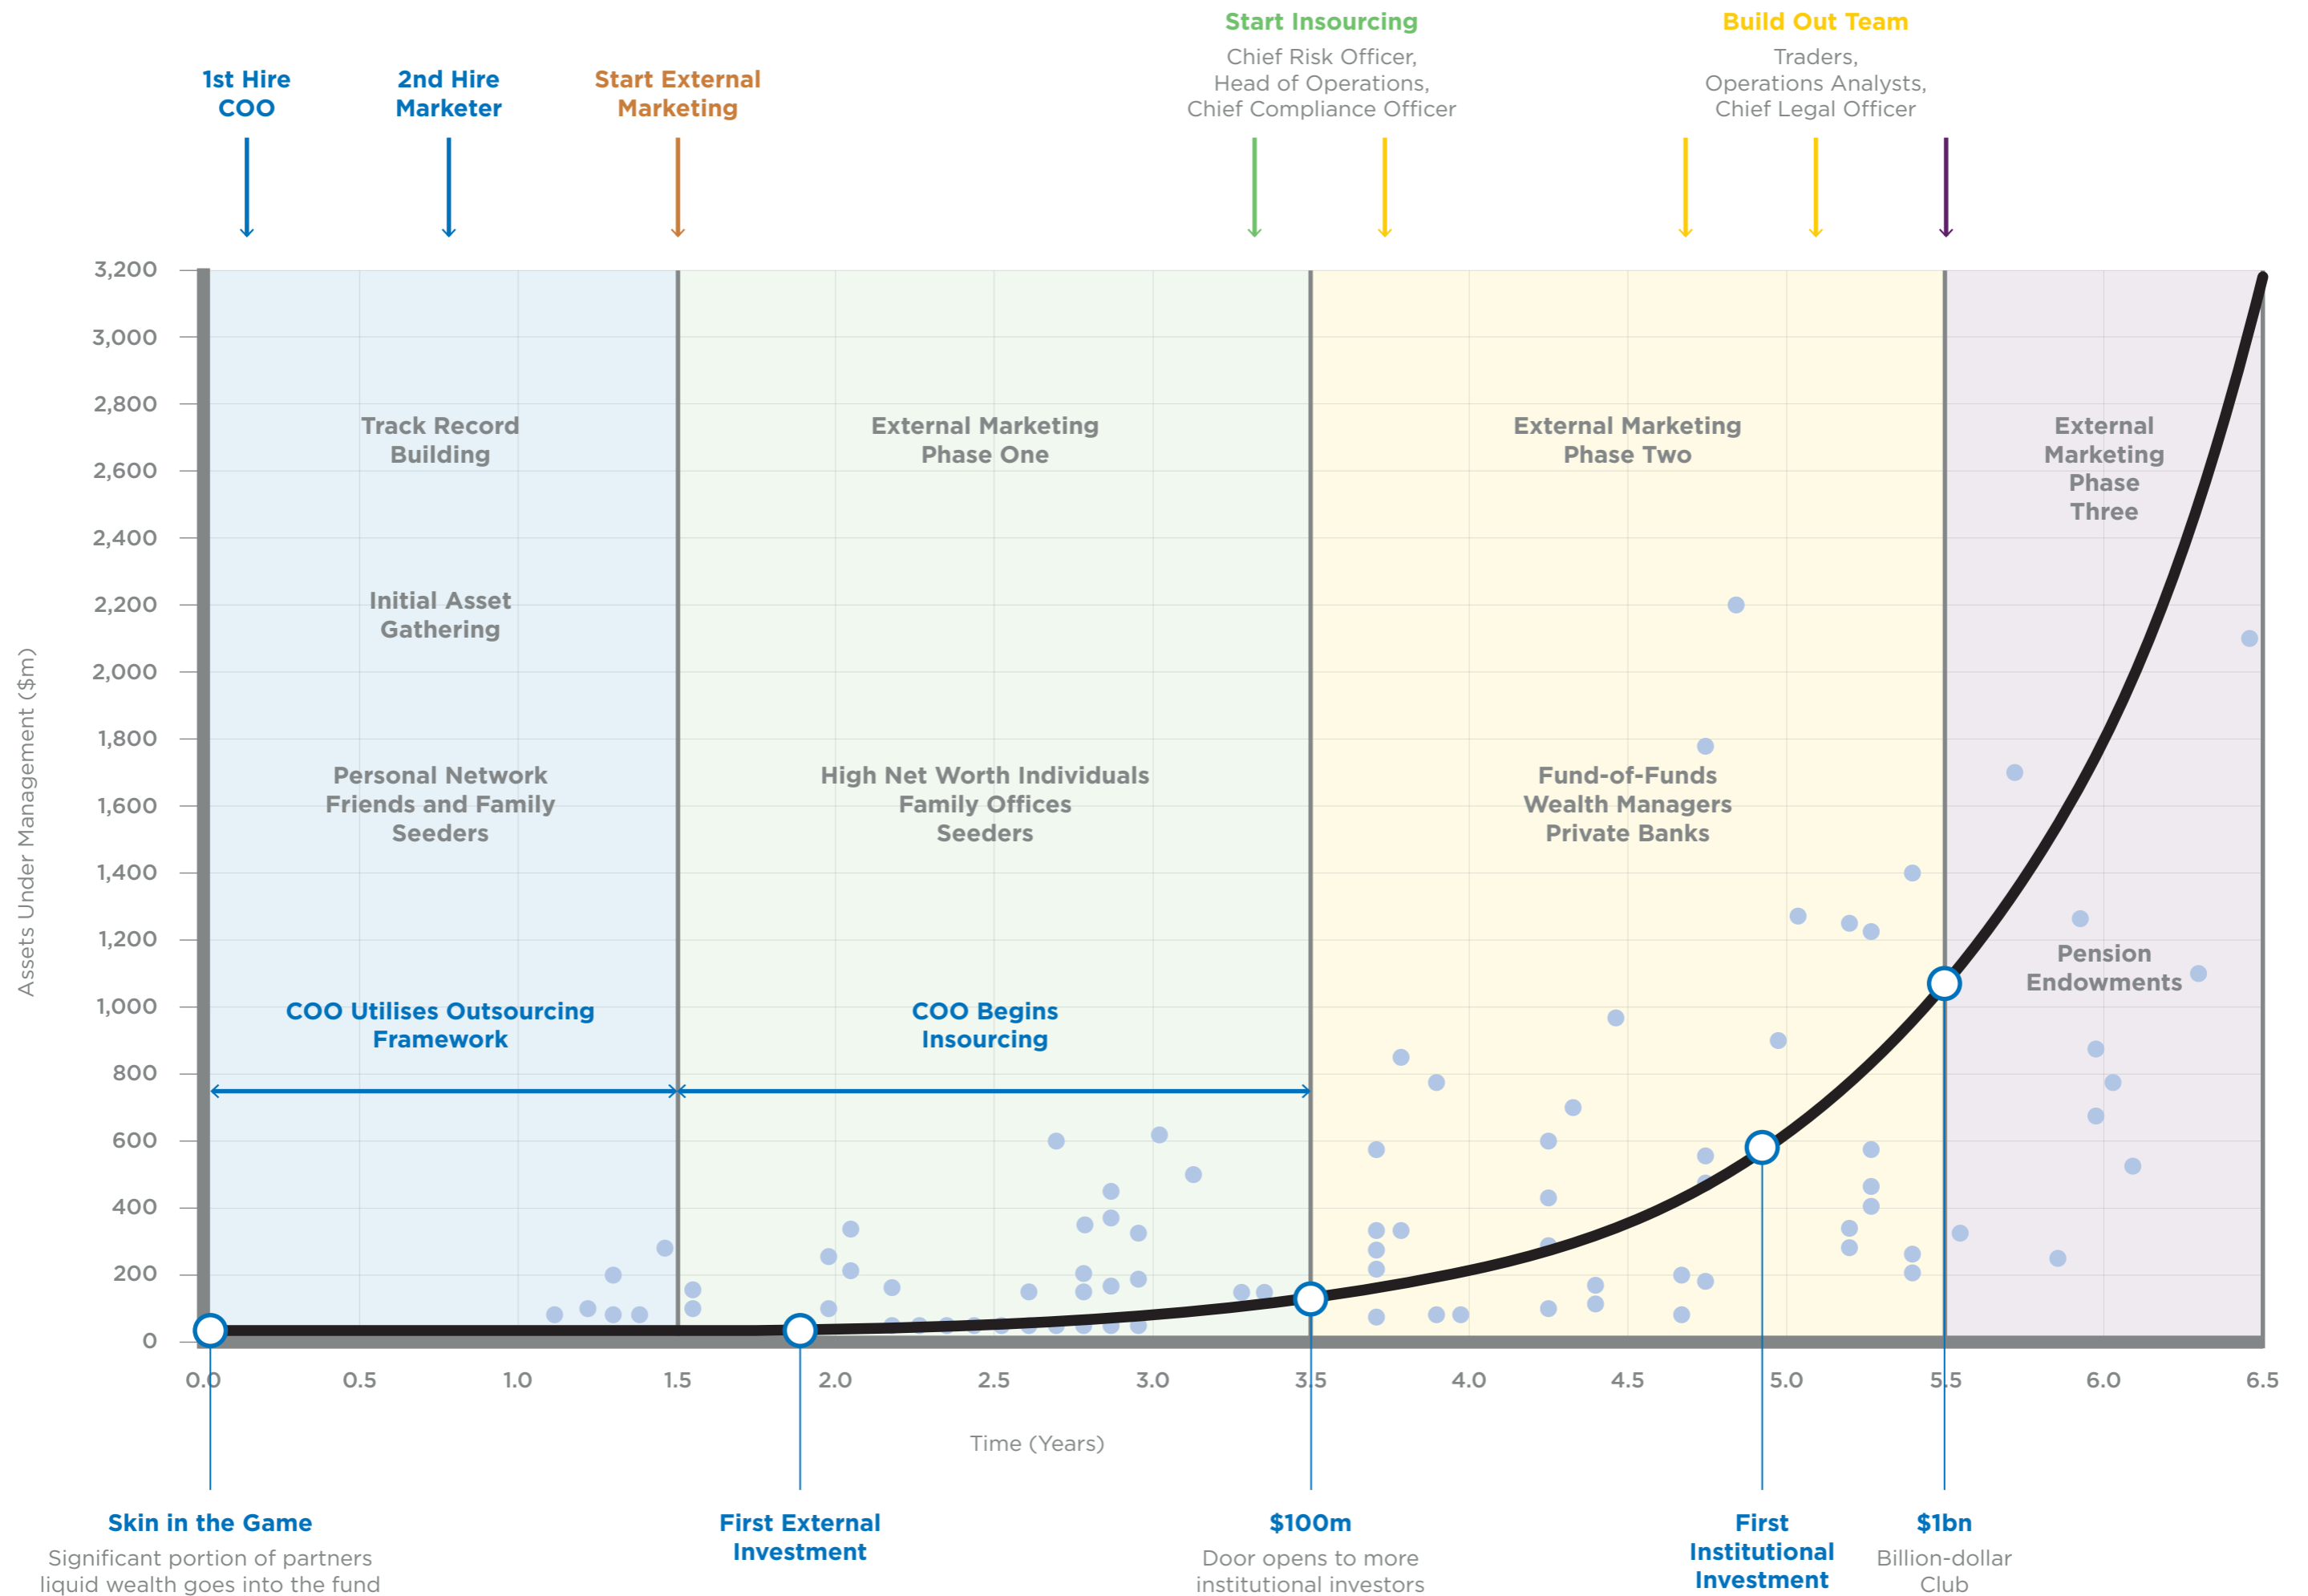 Start Insourcing
Chief Risk Officer,
Head of Operations,
Chief Compliance Officer
Build Out Team
Traders,
Operations Analysts,
Chief Legal Officer
1st Hire
COO
2nd Hire
Marketer
Start External
Marketing
3,200
3,000
2,800
2,600
2,400
2,200
2,000
1,800
1,600
1,400
1,200
1,000
800
600
400
200
0
Assets Under Management ($m)
Track Record
Building
Initial Asset
Gathering
Personal Network
Friends and Family
Seeders
COO Utilises Outsourcing
Framework
External Marketing
Phase One
High Net Worth Individuals
Family Offices
Seeders
COO Begins
Insourcing
External Marketing
Phase Two
Fund-of-Funds
Wealth Managers
Private Banks
External
Marketing
Phase
Three
Pension
Endowments
0.0 0.5 1.0 1.5 2.0 2.5 3.0 3.5 4.0 4.5 5.0 5.5 6.0 6.5
Time (Years)
Skin in the Game
Significant portion of partners
liquid wealth goes into the fund
First External
Investment
$100m
Door opens to more
institutional investors
First
Institutional
Investment
$1bn
Billion-dollar
Club